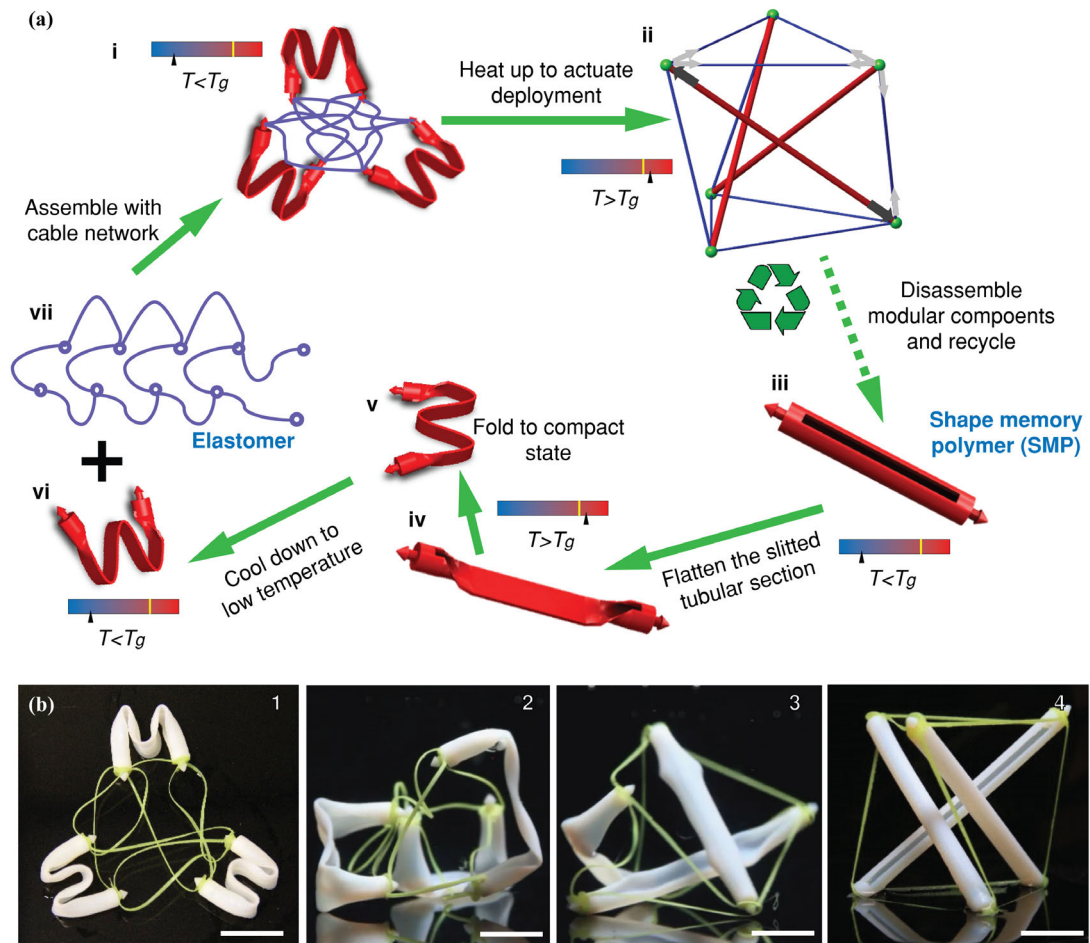 (a)
i
T<Tg
Heat up to actuate
deployment
ii
T>Tg
Assemble with
cable network
Disassemble
modular compoents
and recycle
vii
Elastomer
+
vi
T<Tg
v
Fold to compact
state
T>Tg
iv
Cool down to
low temperature
iii
Shape memory
polymer (SMP)
T<Tg
Flatten the slitted
tubular section
(b)
1
2
3
4